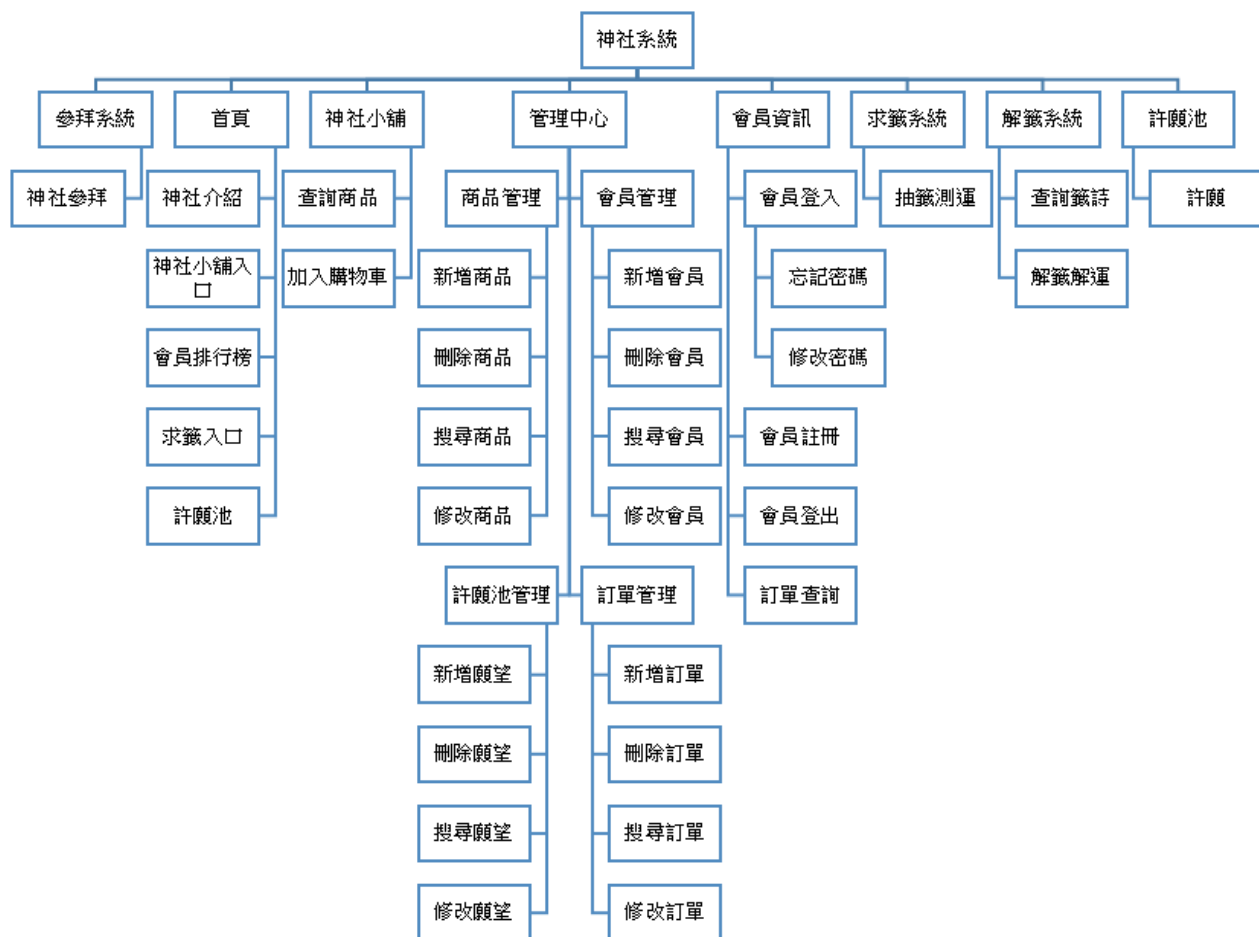 神社系統
參拜系統
首頁
神社小舖
管理中心
會員資訊
求籤系統
解籤系統
許願池
神社參拜
神社介紹
查詢商品
商品管理
會員管理
會員登入
抽籤測運
查詢籤詩
許願
神社小舖入
口
加入購物車
新增商品
新增會員
忘記密碼
解籤解運
會員排行榜
刪除商品
刪除會員
修改密碼
求籤入口
搜尋商品
搜尋會員
會員註冊
許願池
修改商品
修改會員
會員登出
許願池管理
訂單管理
訂單查詢
新增願望
新增訂單
刪除願望
刪除訂單
搜尋願望
搜尋訂單
修改願望
修改訂單